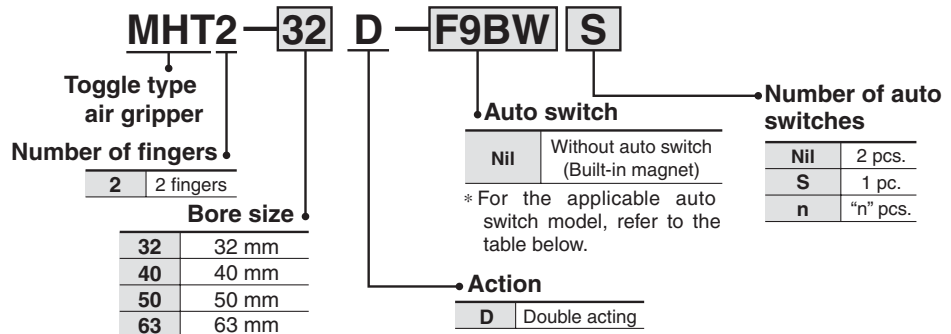 MHT2－32 D－F9BW S
Toggle type
air gripper
Number of fingers
2 2 fingers
Bore size
32 32 mm
40 40 mm
50 50 mm
63 63 mm
Auto switch
Nil Without auto switch
(Built-in magnet)
* For the applicable auto
switch model, refer to the
table below.
Action
D Double acting
Number of auto
switches
Nil 2 pcs.
S 1 pc.
n “n” pcs.